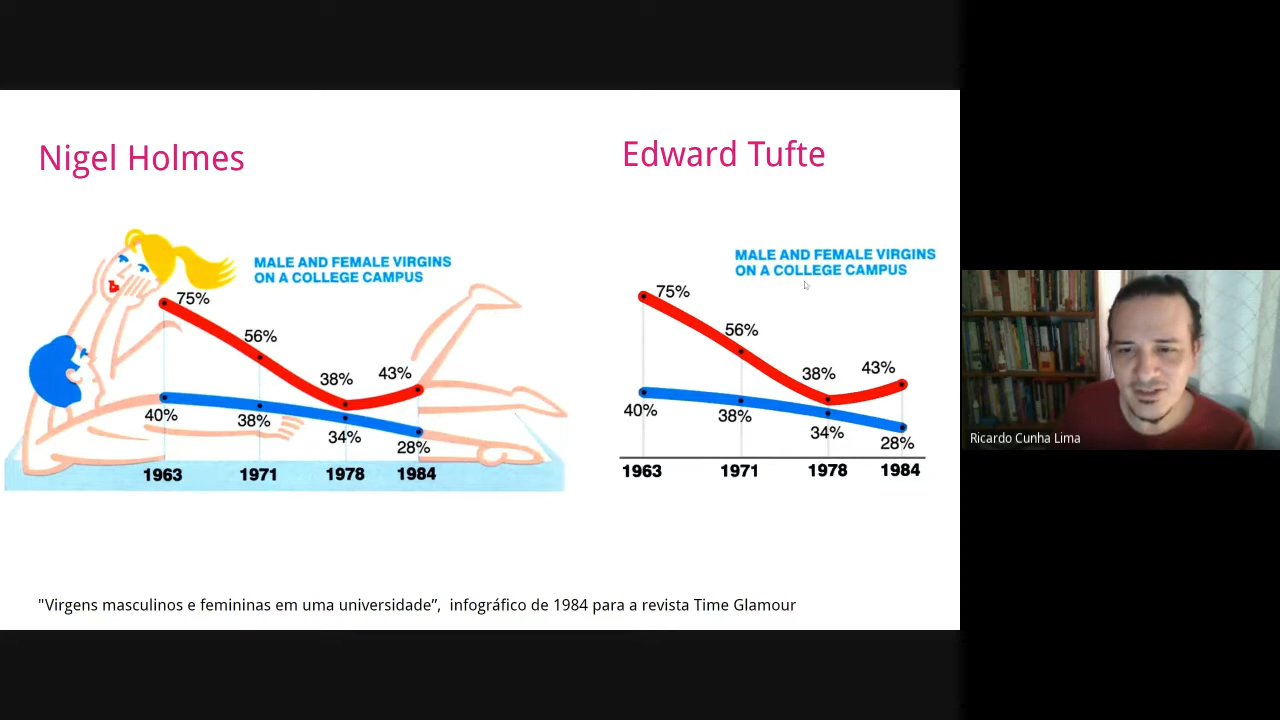 Nigel Holmes
MALE AND FEMALE VIRGINS
ON A COLLEGE CAMPUS
75%
56%
38%
43%
40%
38%
34%
28%
1963 1971 1978 1984
Edward Tufte
MALE AND FEMALE VIRGINS
ON A COLLEGE CAMPUS
75%
56%
38%
43%
40%
38%
34%
28%
1963 1971 1978 1984
"Virgens masculinos e femininas em uma universidade”, infográfico de 1984 para a revista Time Glamour
Ricardo Cunha Lima